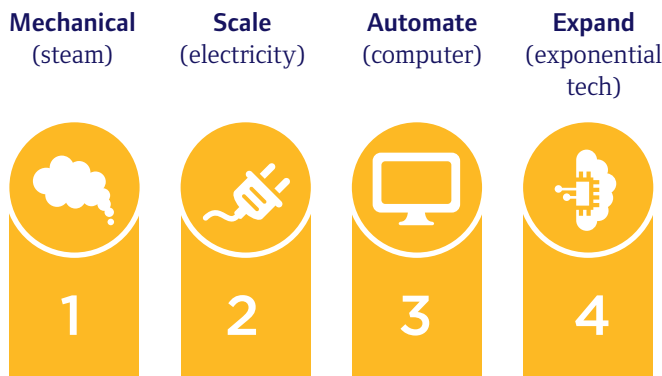 Mechanical
(steam)
Scale
(electricity)
Automate
(computer)
Expand
(exponential
tech)
1
2
3
4